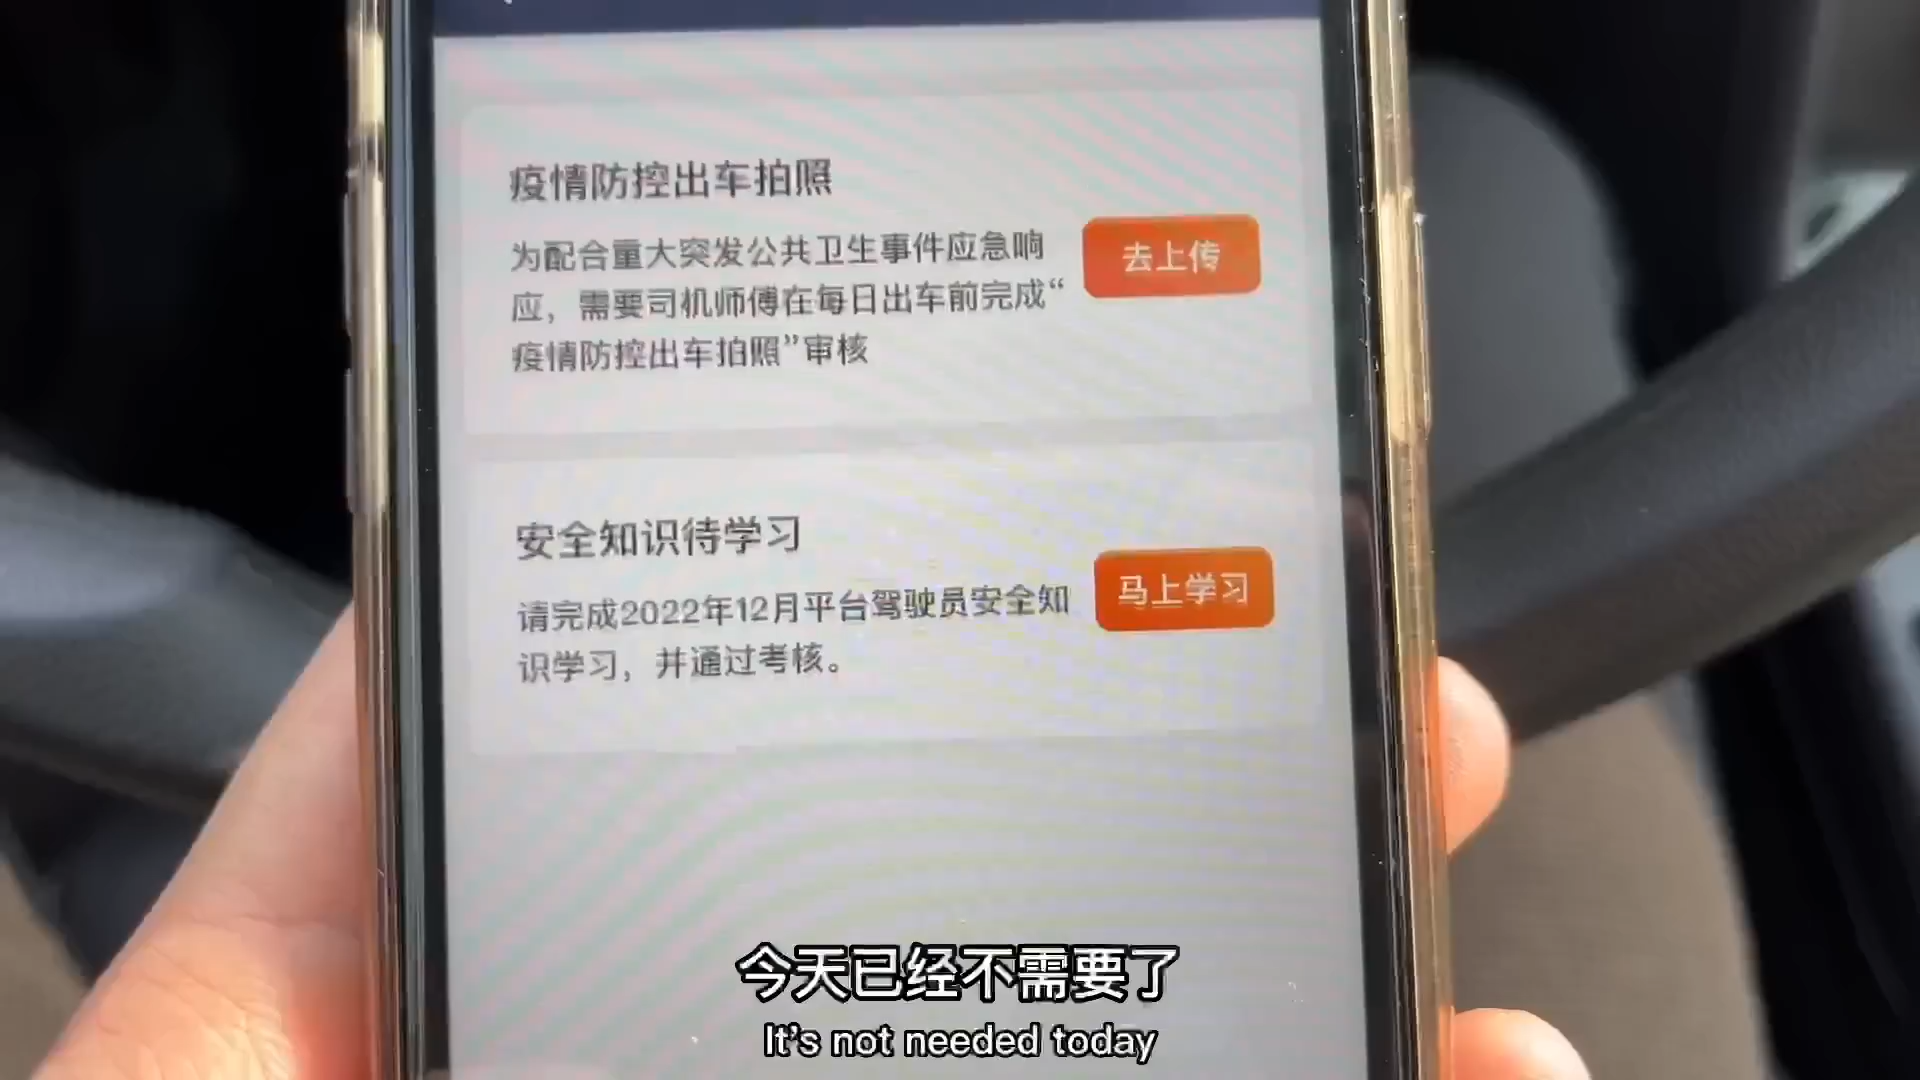 疫情防控出车拍照
为配合重大突发公共卫生事件应急响
应，需要司机师傅在每日出车前完成“
疫情防控出车拍照”审核
去上传
安全知识待学习
请完成2022年12月平台驾驶员安全知
识学习，并通过考核。
马上学习
今天已经不需要了
It's not needed today